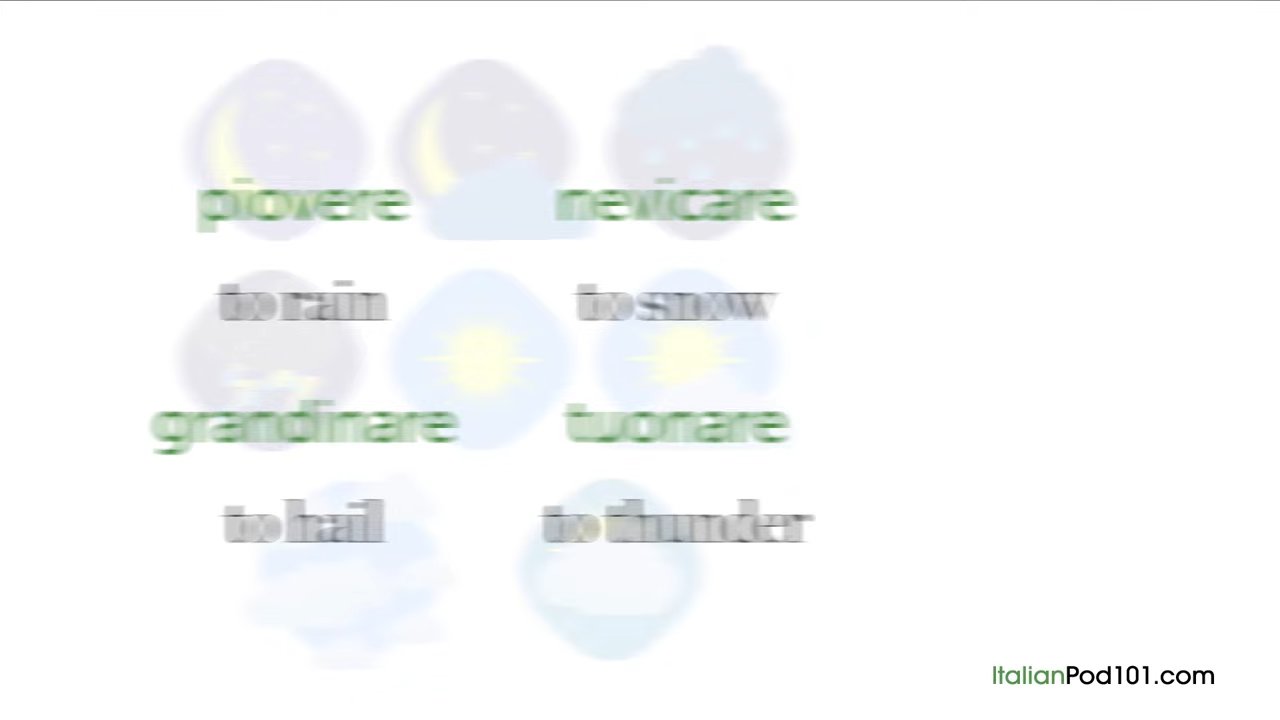 piovere nevicare
to rain to snow
grandinare tuonare
to hail to thunder
ItalianPod101.com